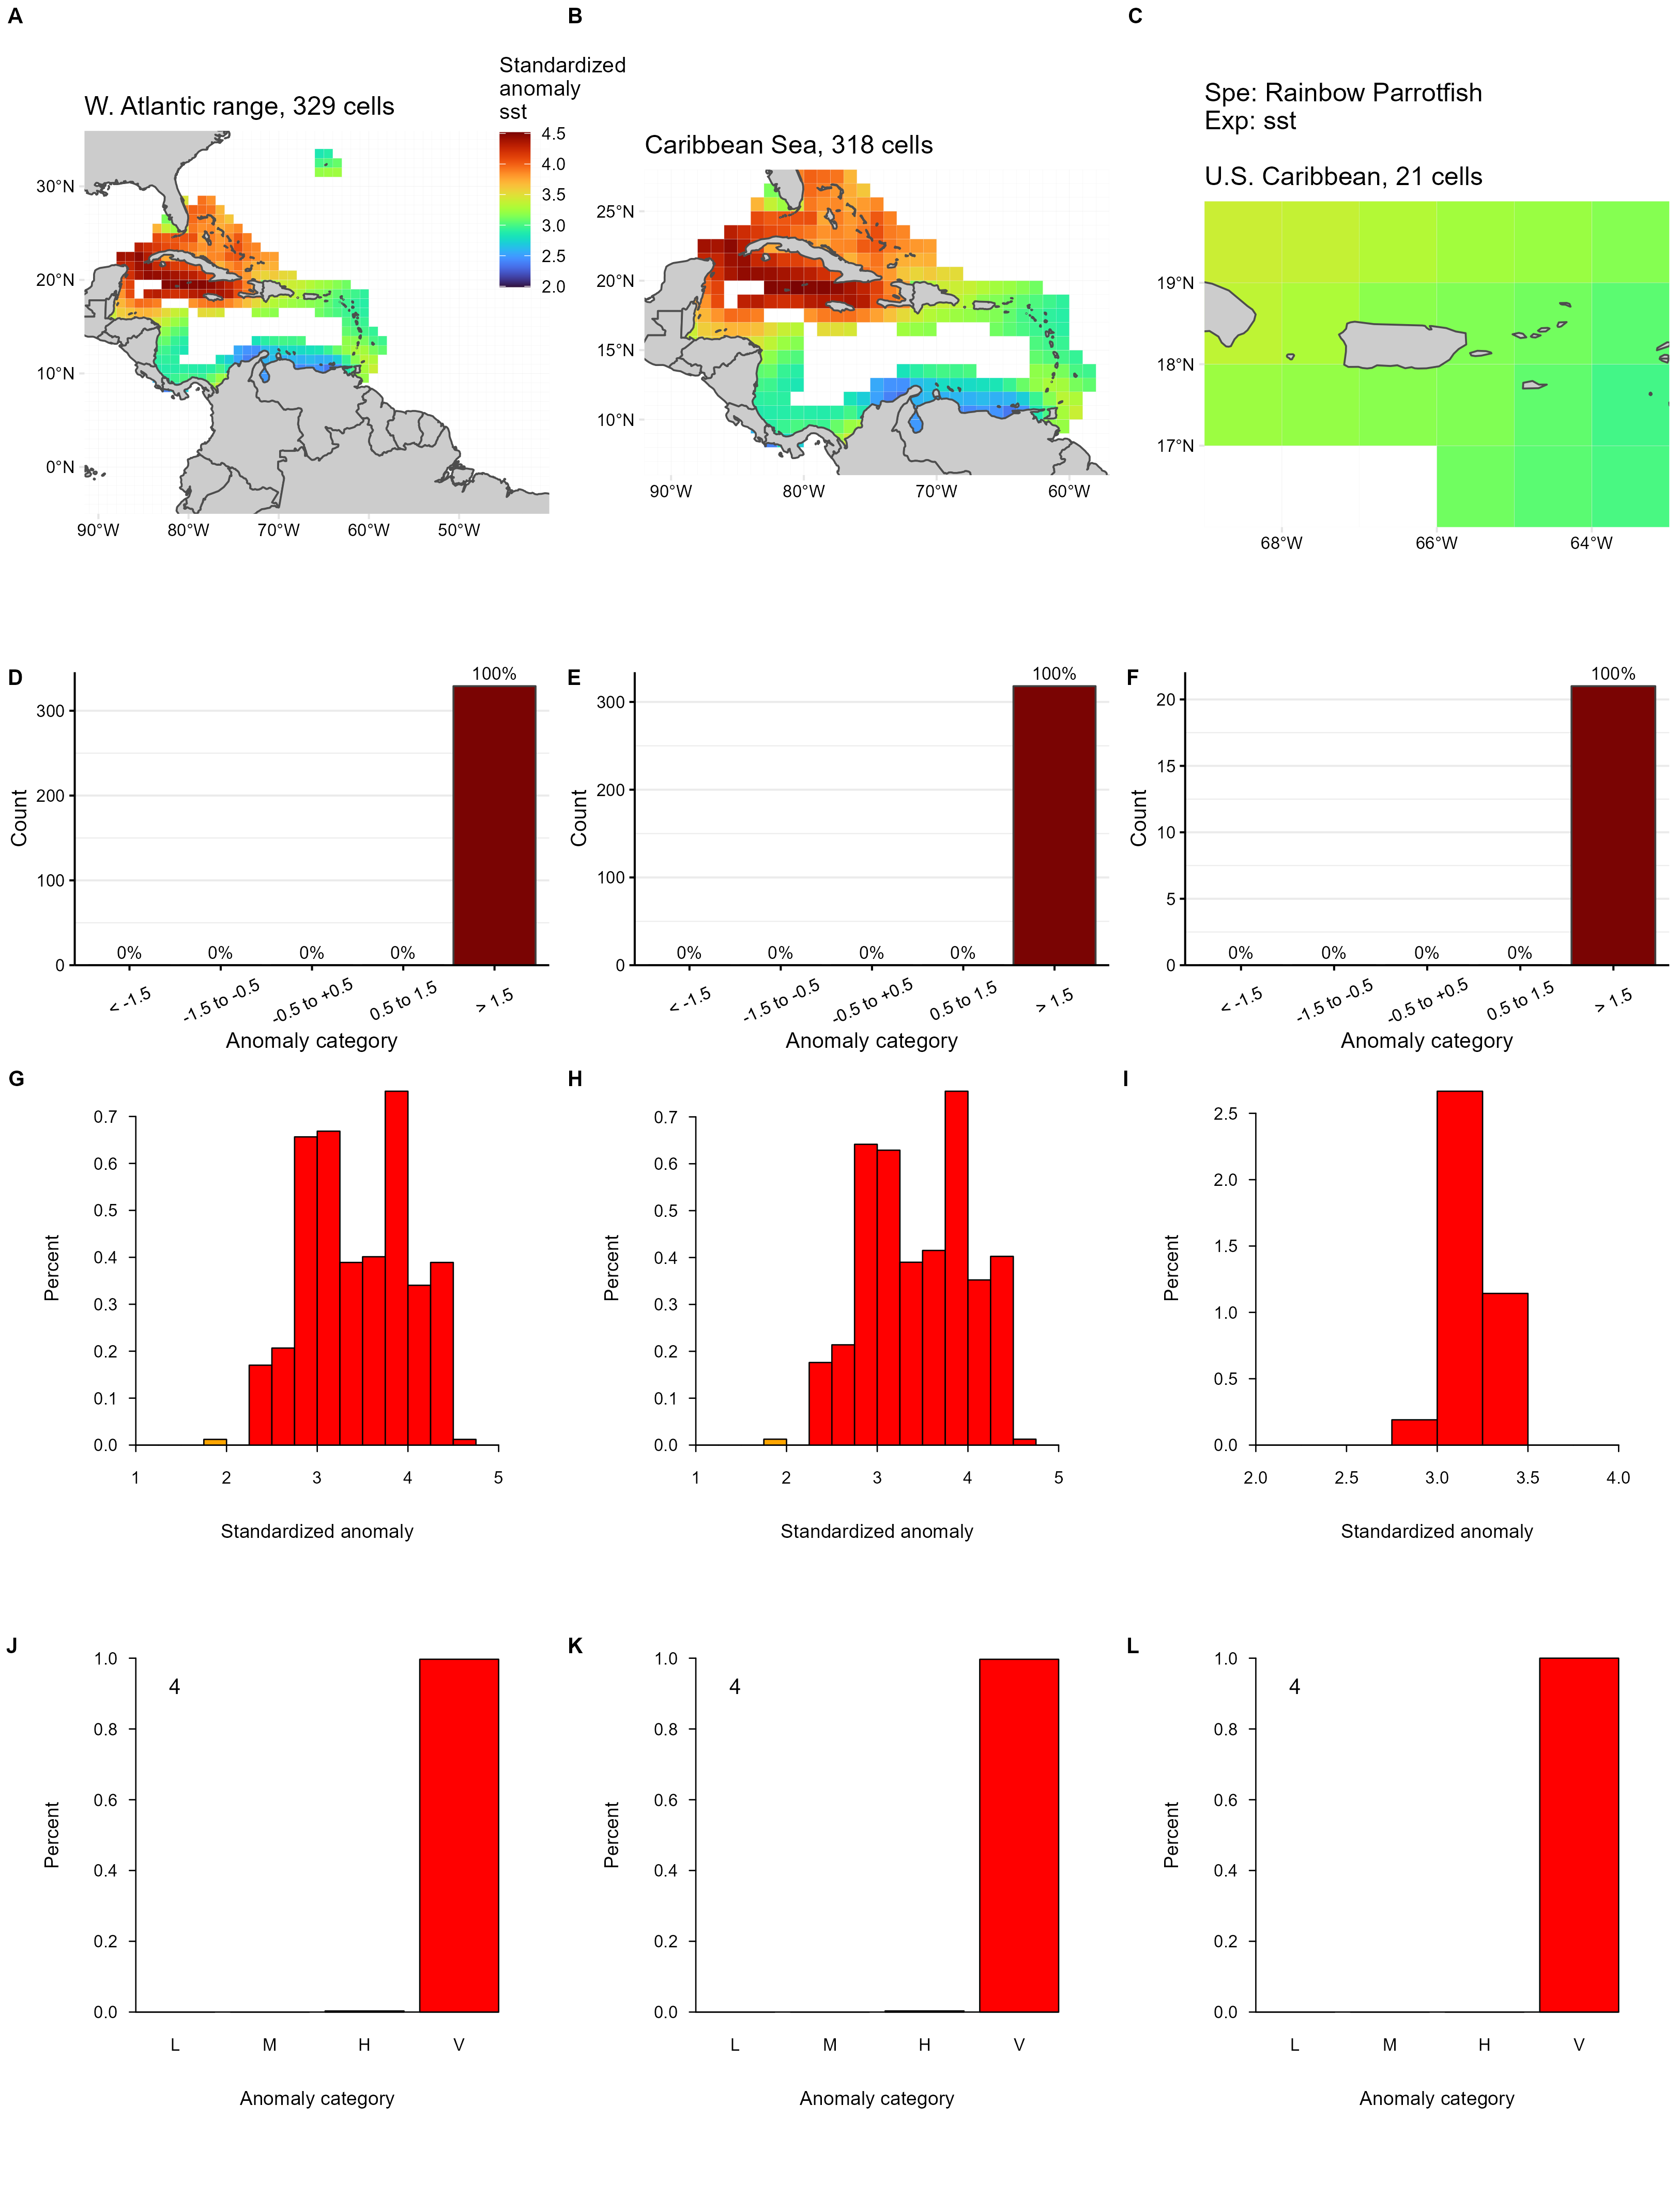 A
B
C
W. Atlantic range, 329 cells
Standardized
anomaly
sst
4.5
4.0
3.5
3.0
2.5
2.0
30°N
20°N
10°N
0°N
90°W 80°W 70°W 60°W 50°W
Caribbean Sea, 318 cells
25°N
20°N
15°N
10°N
90°W 80°W 70°W 60°W
Spe: Rainbow Parrotfish
Exp: sst
U.S. Caribbean, 21 cells
19°N
18°N
17°N
68°W 66°W 64°W
D
Count
300
200
100
0
0% 0% 0% 0% 100%
< -1.5 -1.5 to -0.5 -0.5 to +0.5 0.5 to 1.5 > 1.5
Anomaly category
E
Count
300
200
100
0
0% 0% 0% 0% 100%
< -1.5 -1.5 to -0.5 -0.5 to +0.5 0.5 to 1.5 > 1.5
Anomaly category
F
Count
20
15
10
5
0
0% 0% 0% 0% 100%
< -1.5 -1.5 to -0.5 -0.5 to +0.5 0.5 to 1.5 > 1.5
Anomaly category
G
Percent
0.7
0.6
0.5
0.4
0.3
0.2
0.1
0.0
1 2 3 4 5
Standardized anomaly
H
Percent
0.7
0.6
0.5
0.4
0.3
0.2
0.1
0.0
1 2 3 4 5
Standardized anomaly
I
Percent
2.5
2.0
1.5
1.0
0.5
0.0
2.0 2.5 3.0 3.5 4.0
Standardized anomaly
J
Percent
1.0
0.8
0.6
0.4
0.2
0.0
4
L M H V
Anomaly category
K
Percent
1.0
0.8
0.6
0.4
0.2
0.0
4
L M H V
Anomaly category
L
Percent
1.0
0.8
0.6
0.4
0.2
0.0
4
L M H V
Anomaly category